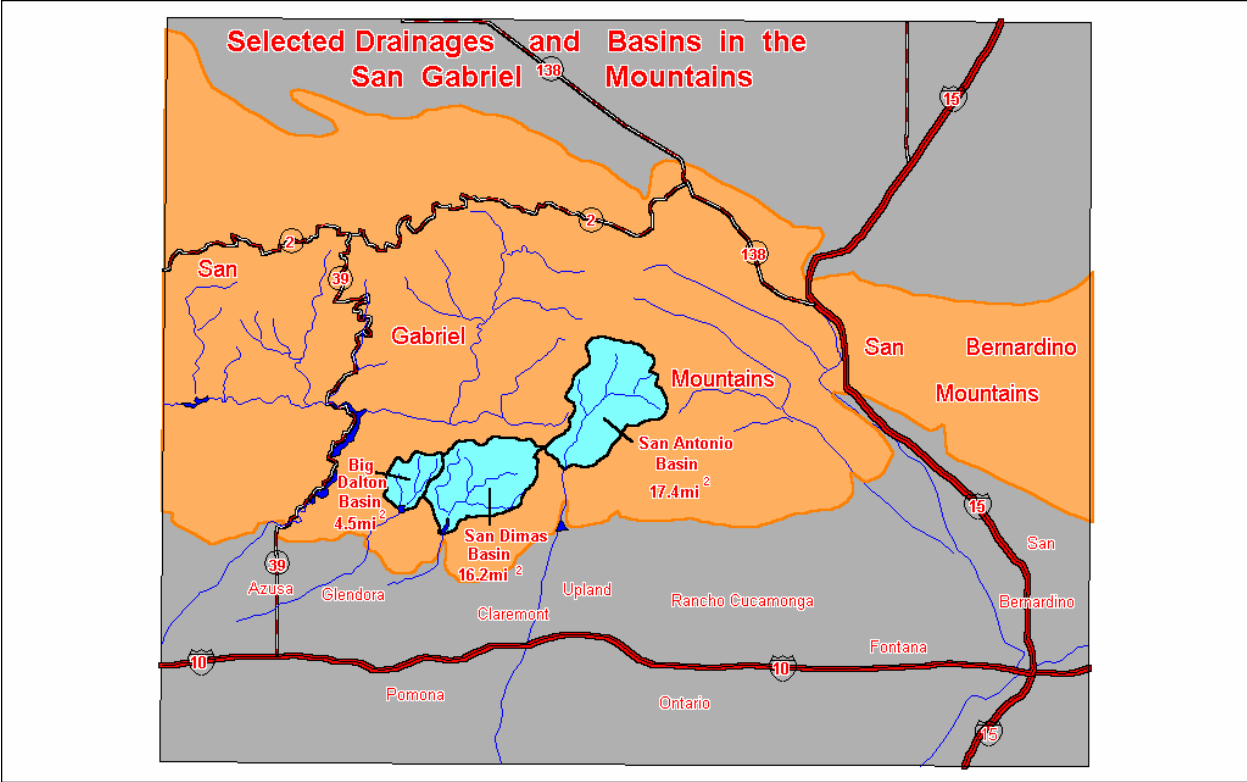 Selected Drainages and Basins in the
San Gabriel Mountains
138
15
2
2
138
San
39
Gabriel
San Bernardino
Mountains
Mountains
San Antonio
Basin
17.4mi 2
Big
Dalton
Basin
4.5mi 2
15
San Dimas
Basin
16.2mi 2
San
Bernardino
39
Azusa
Glendora
Claremont
Upland
Rancho Cucamonga
Fontana
10
10
Pomona
Ontario
15